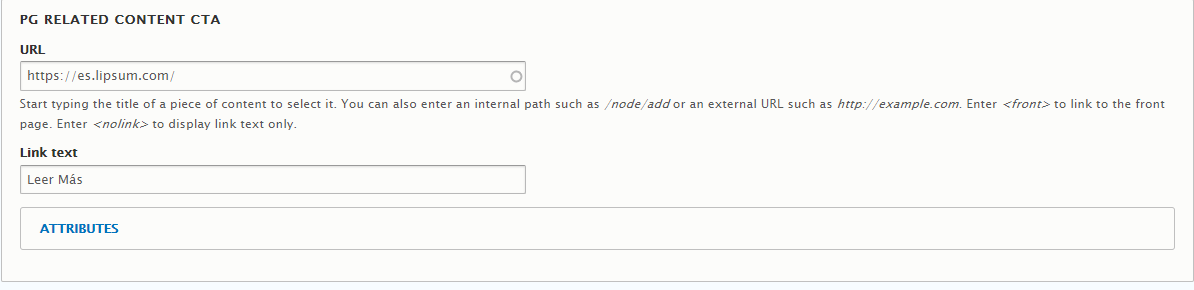 PG RELATED CONTENT CTA
URL
https://es.lipsum.com/
Start typing the title of a piece of content to select it. You can also enter an internal path such as /node/add or an external URL such as http://example.com. Enter <front> to link to the front
page. Enter <nolink> to display link text only.
Link text
Leer Más
ATTRIBUTES